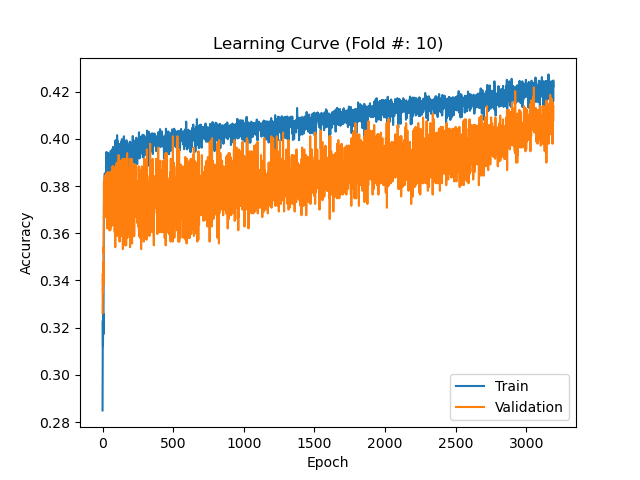 Learning Curve (Fold #: 10)
Accuracy
0.42
0.40
0.38
0.36
0.34
0.32
0.30
0.28
Train
Validation
0 500 1000 1500 2000 2500 3000
Epoch